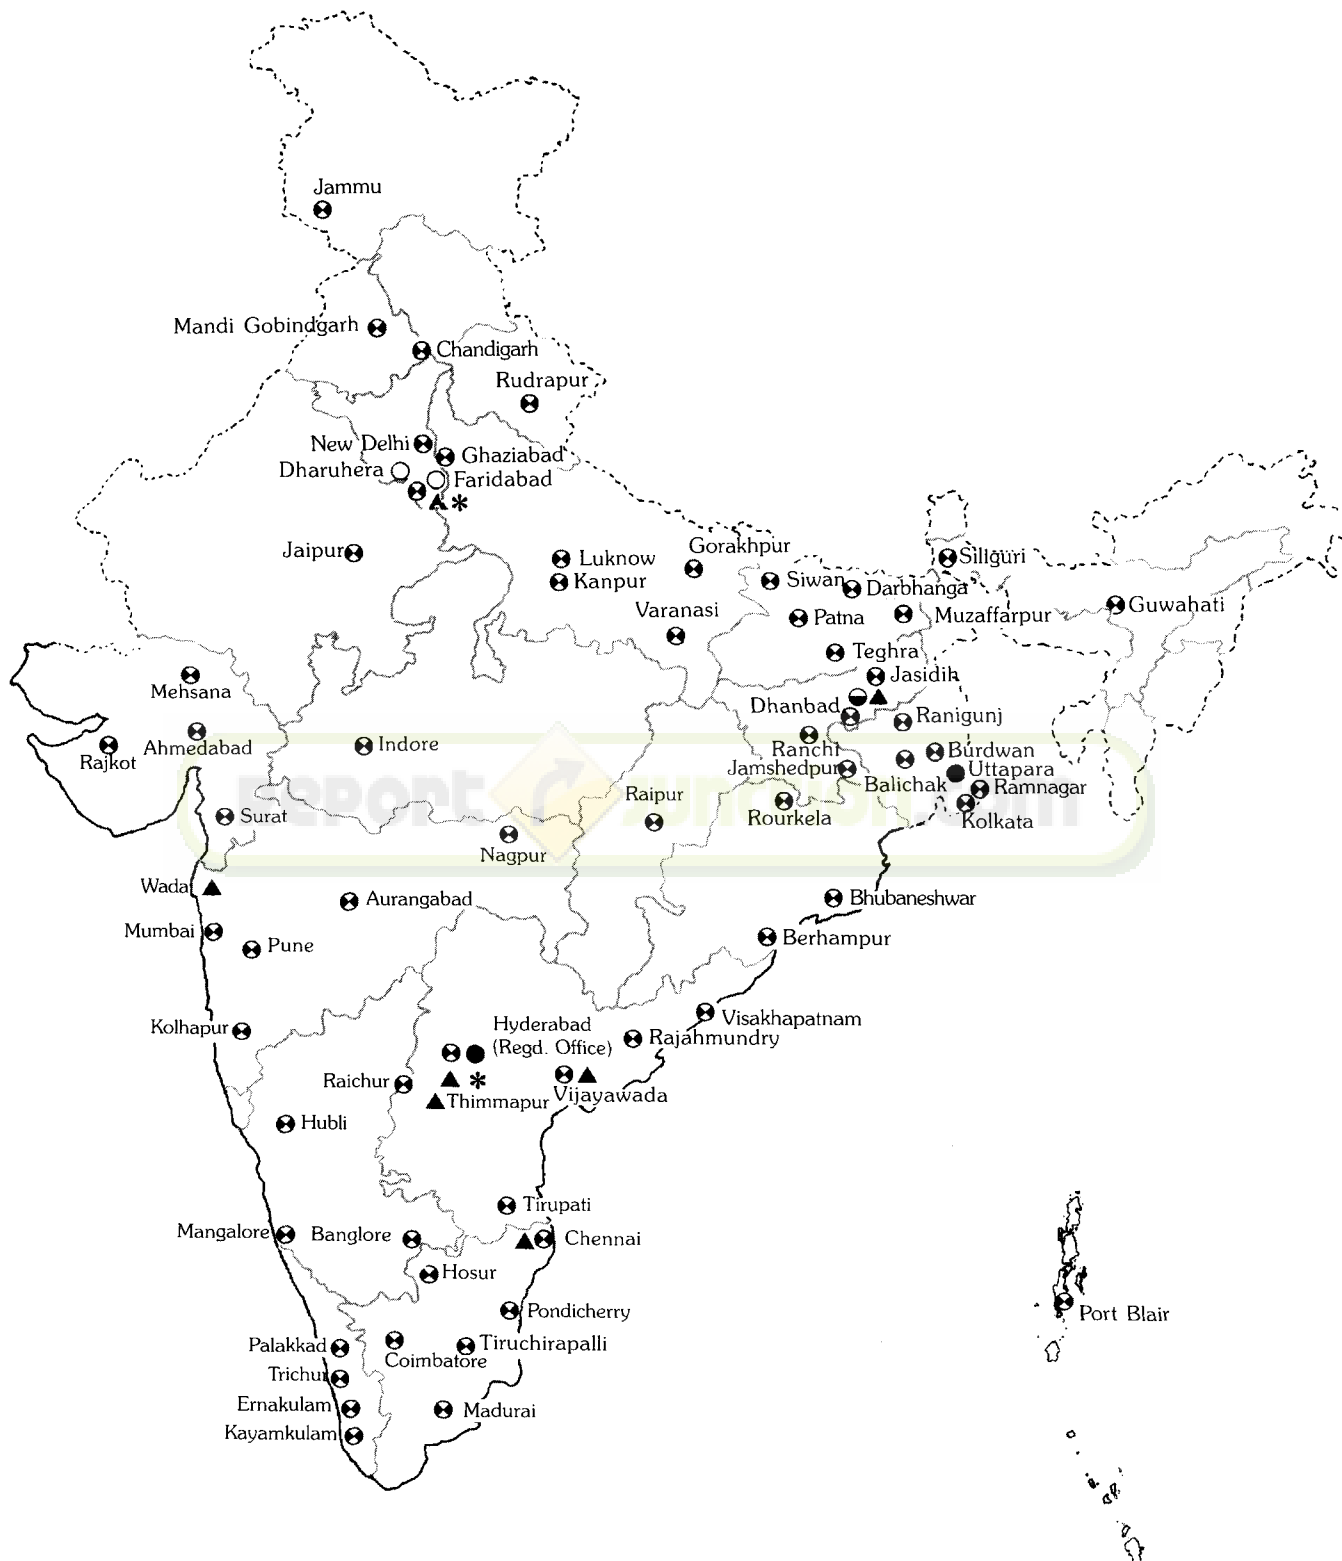 Jammu
Mandi Gobindgarh
Chandigarh
Rudrapur
New Delhi
Ghaziabad
Dharuhera
Faridabad
*
Jaipur
Luknow
Gorakhpur
Kanpur
Siwan
Siliguri
Darbhanga
Varanasi
Patna
Muzaffarpur
Guwahati
Teghra
Jasidih
Mehsana
Dhanbad
Ranigunj
Rajkot
Ahmedabad
Indore
Ranchi
Burdwan
Jamshedpur
Uttapara
Balichak
Ramnagar
report junction.com
Surat
Raipur
Rourkela
Kolkata
Nagpur
Wada
Aurangabad
Bhubaneshwar
Mumbai
Pune
Berhampur
Kolhapur
Hyderabad
(Regd. Office)
Visakhapatnam
Rajahmundry
Raichur
*
Thimmapur
Vijayawada
Hubli
Tirupati
Mangalore
Banglore
Chennai
Hosur
Pondicherry
Port Blair
Palakkad
Coimbatore
Tiruchirapalli
Trichur
Ernakulam
Madurai
Kayamkulam